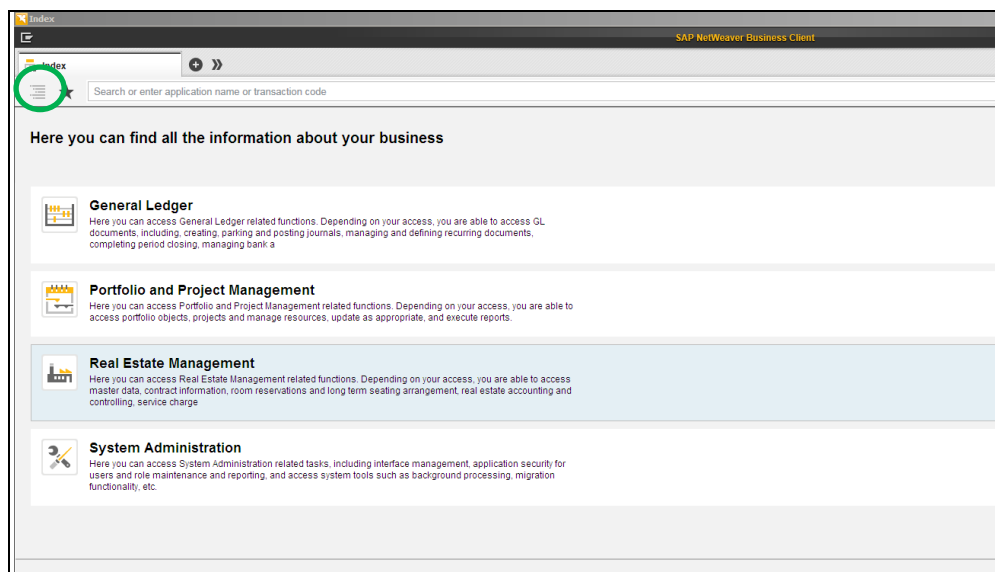 Index
SAP NetWeaver Business Client
Index
Search or enter application name or transaction code
Here you can find all the information about your business
General Ledger
Here you can access General Ledger related functions. Depending on your access, you are able to access GL
documents, including, creating, parking and posting journals, managing and defining recurring documents,
completing period closing, managing bank a
Portfolio and Project Management
Here you can access Portfolio and Project Management related functions. Depending on your access, you are able to
access portfolio objects, projects and manage resources, update as appropriate, and execute reports.
Real Estate Management
Here you can access Real Estate Management related functions. Depending on your access, you are able to access
master data, contract information, room reservations and long term seating arrangement, real estate accounting and
controlling, service charge
System Administration
Here you can access System Administration related tasks, including interface management, application security for
users and role maintenance and reporting, and access system tools such as background processing, migration
functionality, etc.